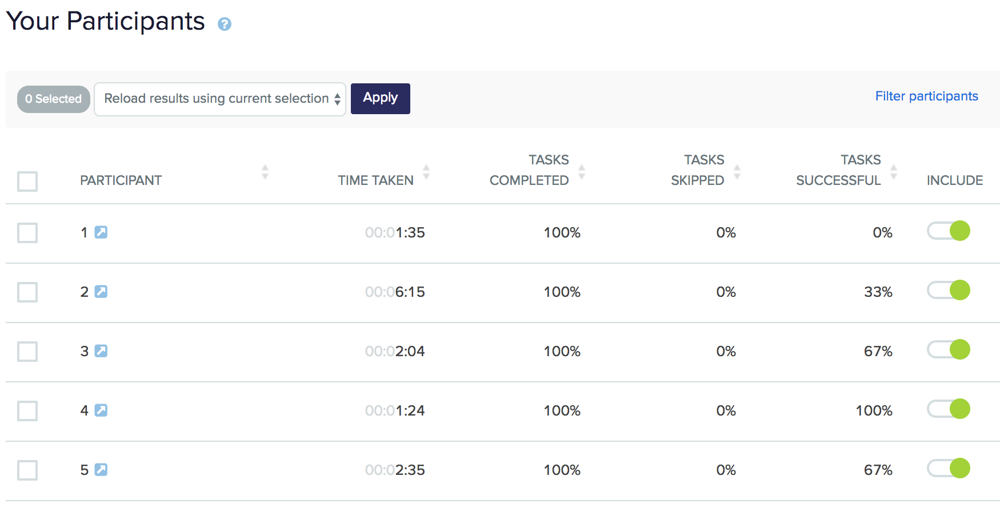 Your Participants ?
0 Selected Reload results using current selection Apply Filter participants
PARTICIPANT TIME TAKEN TASKS COMPLETED TASKS SKIPPED TASKS SUCCESSFUL INCLUDE
1 00:01:35 100% 0% 0%
2 00:06:15 100% 0% 33%
3 00:02:04 100% 0% 67%
4 00:01:24 100% 0% 100%
5 00:02:35 100% 0% 67%